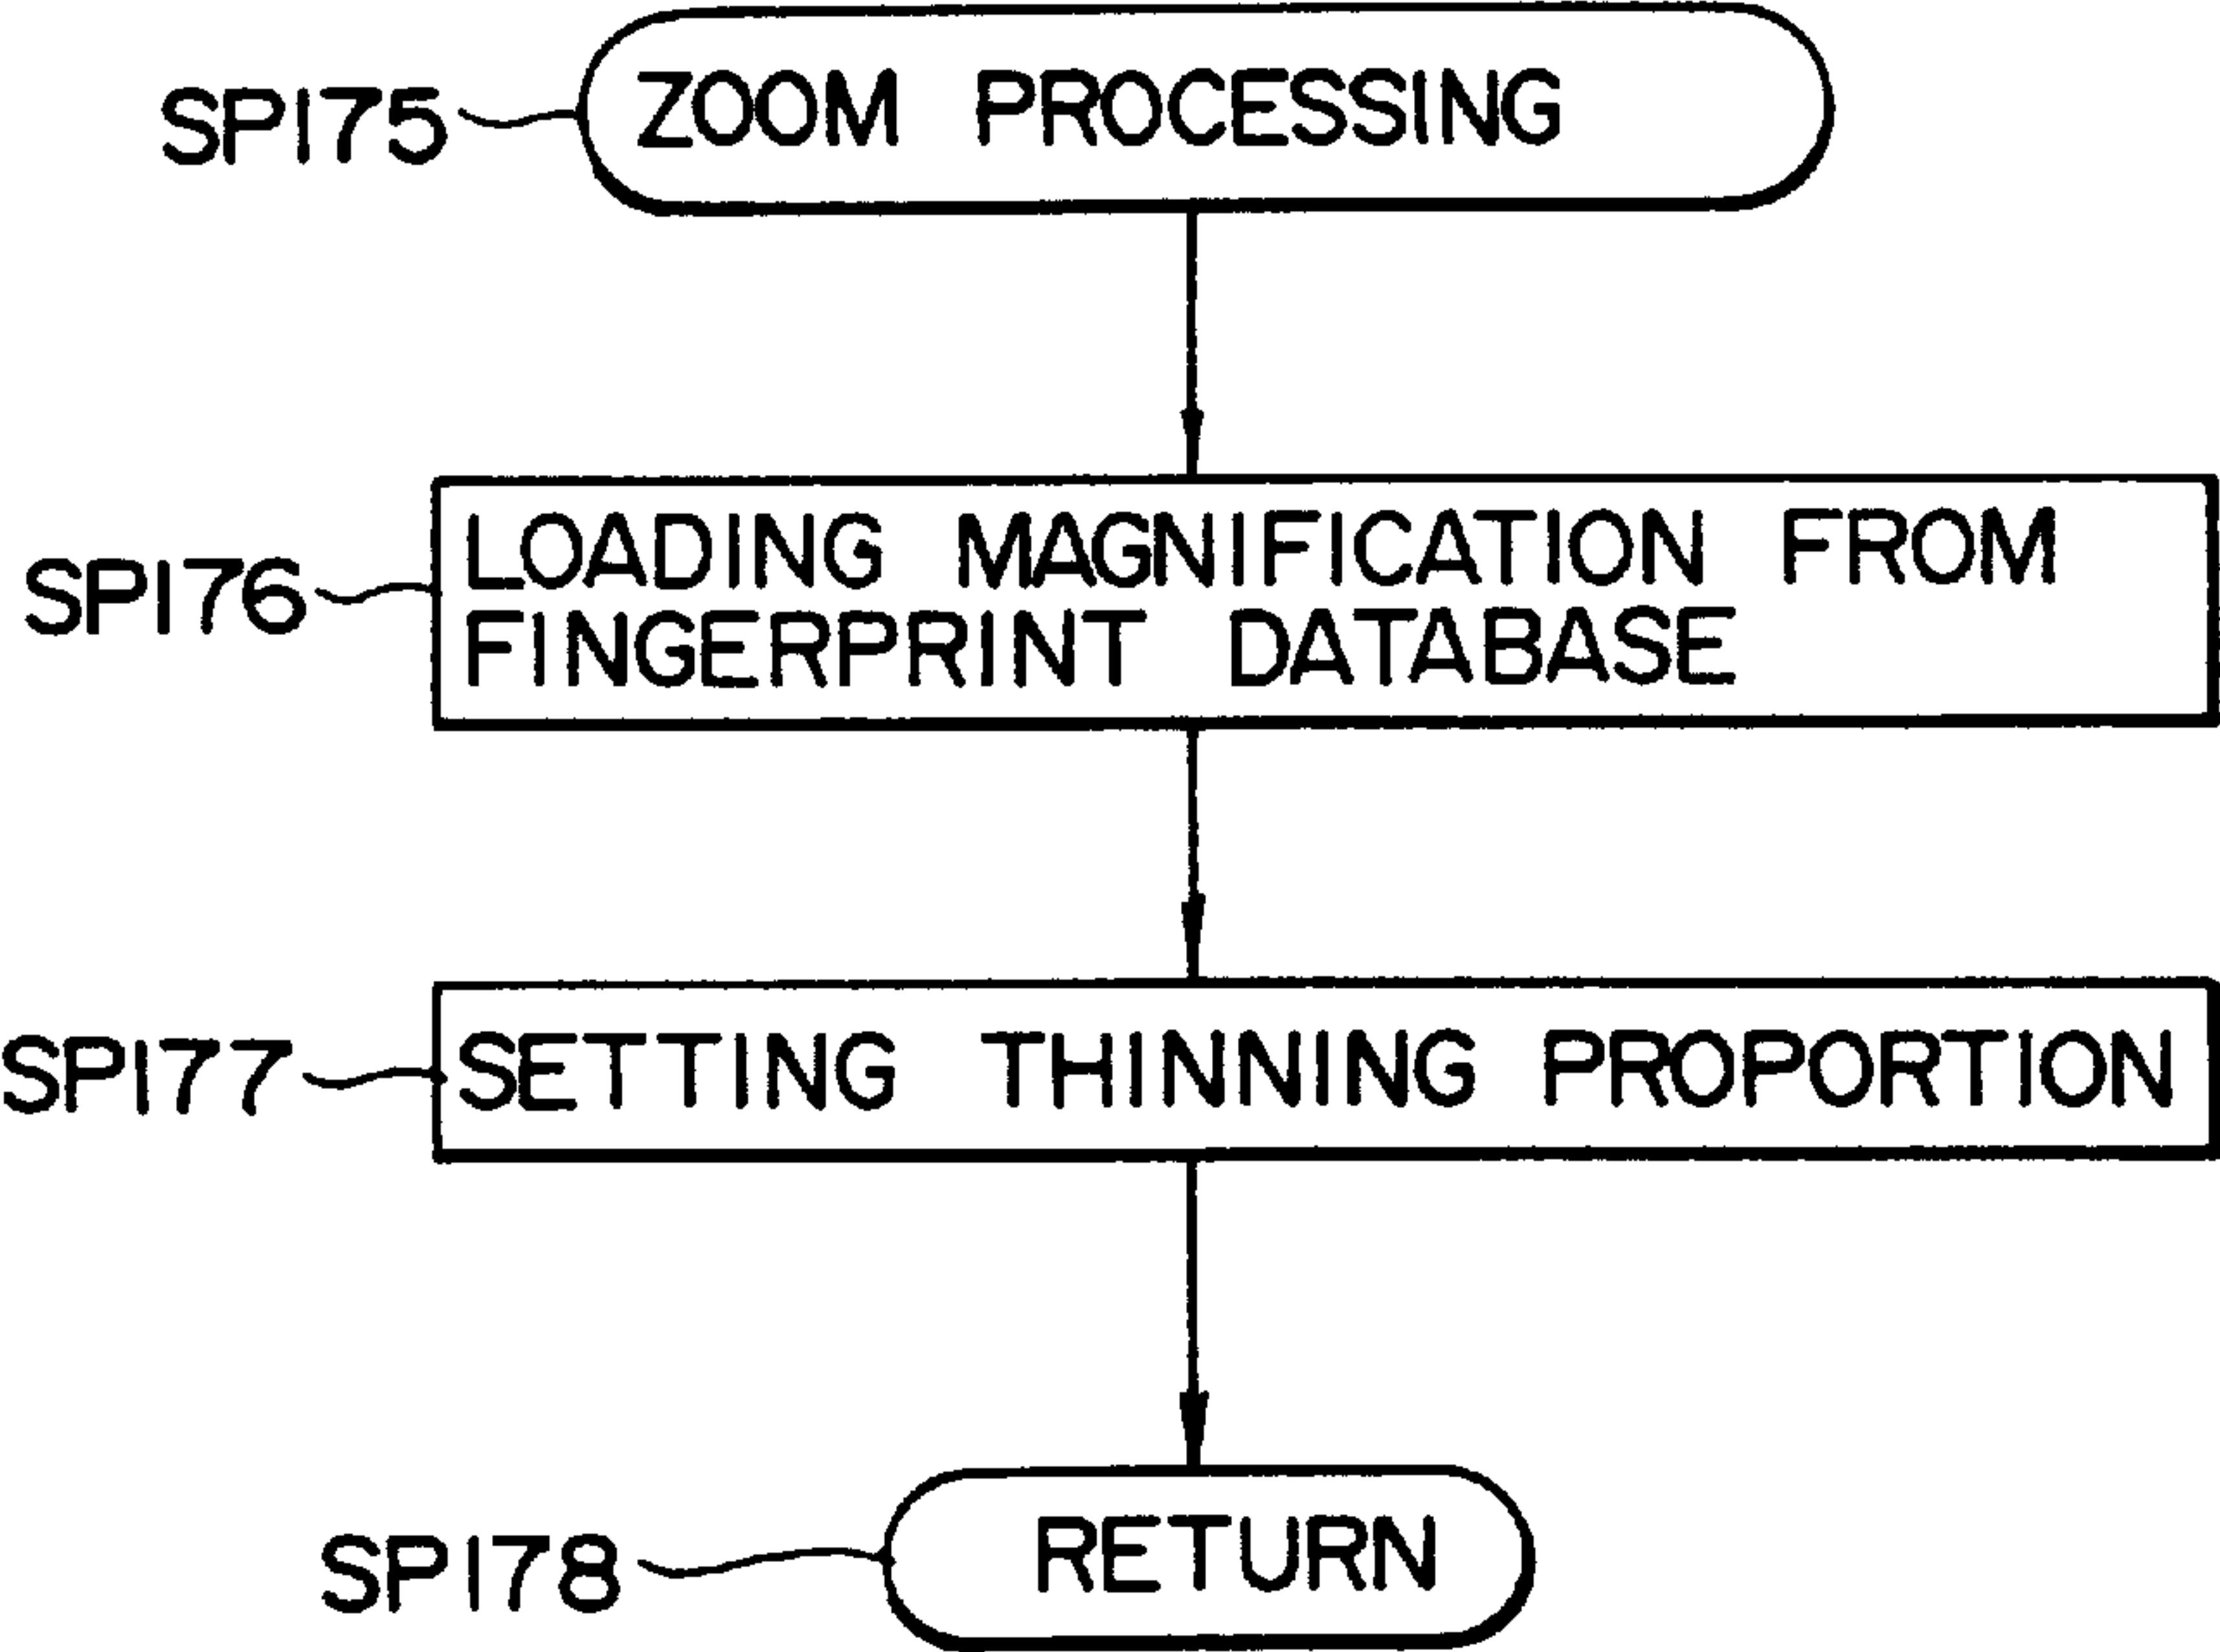 SP175 ZOOM PROCESSING
LOADING MAGNIFICATION FROM
SP176
FINGERPRINT DATABASE
SP177 SETTING THINNING PROPORTION
SP178 RETURN